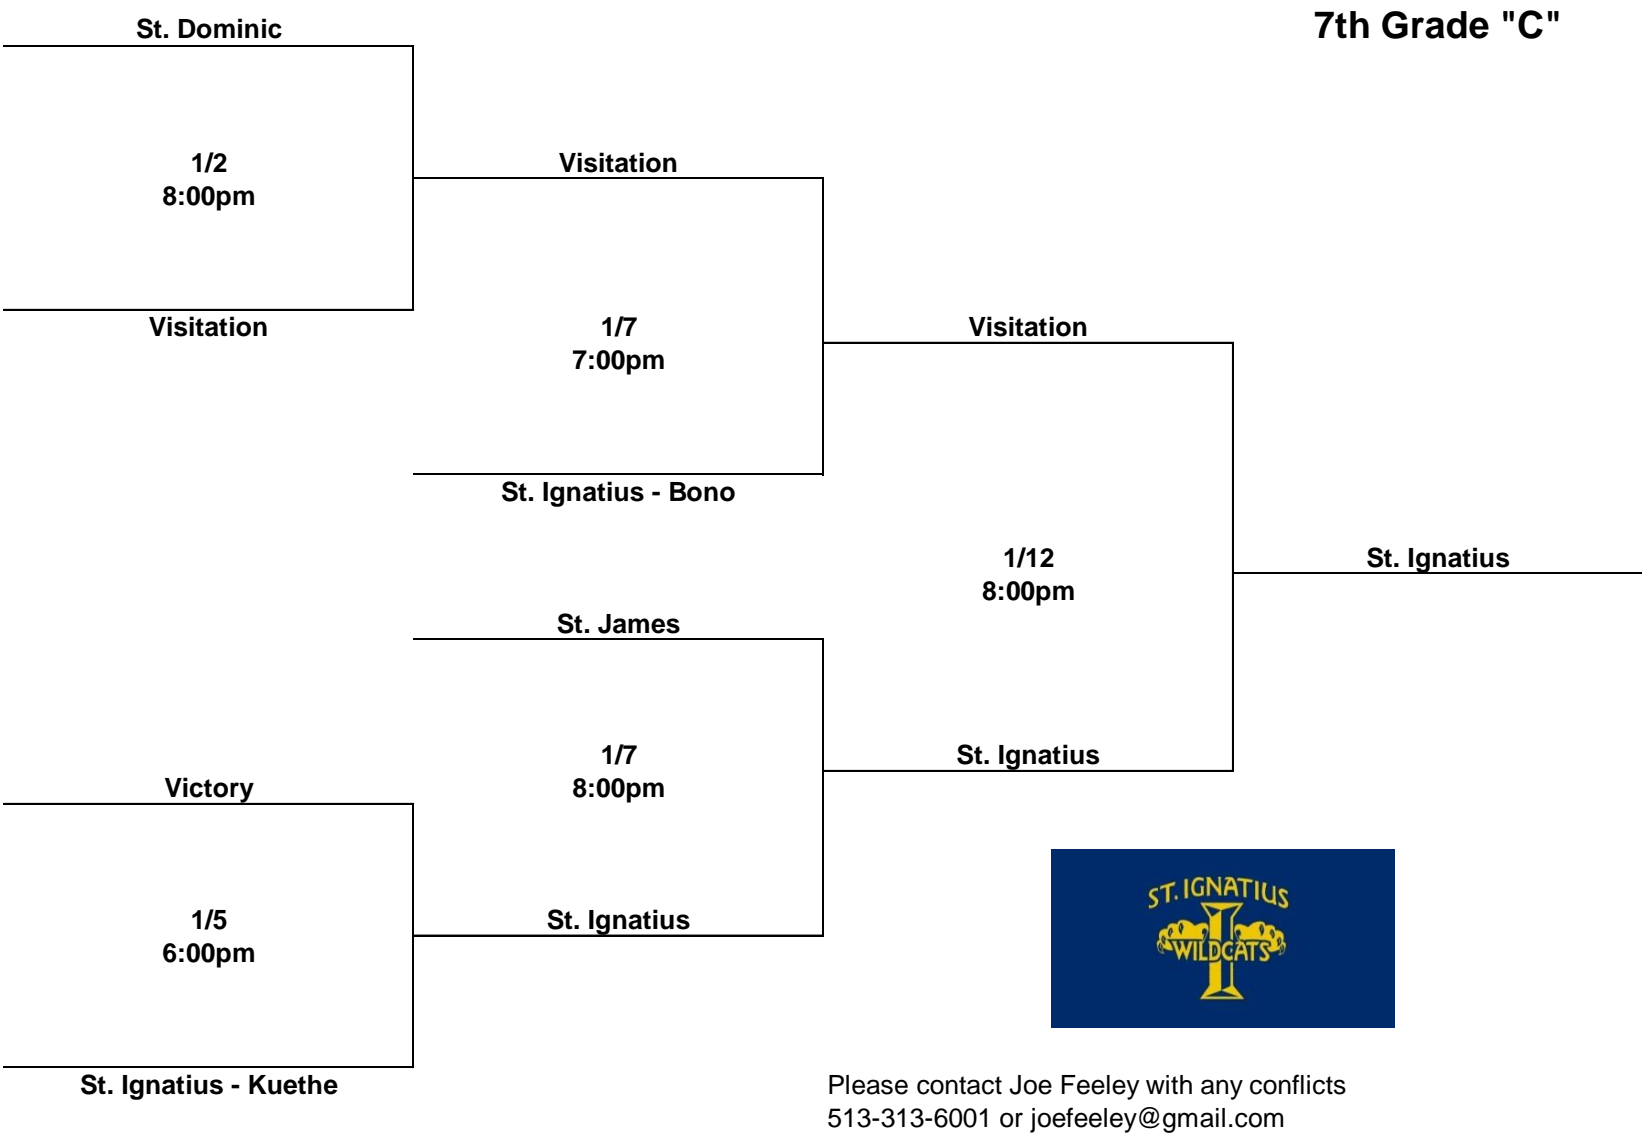 7th Grade "C"
St. Dominic
1/2
8:00pm
Visitation
Visitation
1/7
7:00pm
Visitation
St. Ignatius - Bono
1/12
8:00pm
St. Ignatius
St. James
1/7
8:00pm
St. Ignatius
Victory
1/5
6:00pm
St. Ignatius
St. Ignatius - Kuethe
ST. IGNATIUS
WILDCATS
Please contact Joe Feeley with any conflicts
513-313-6001 or joefeeley@gmail.com